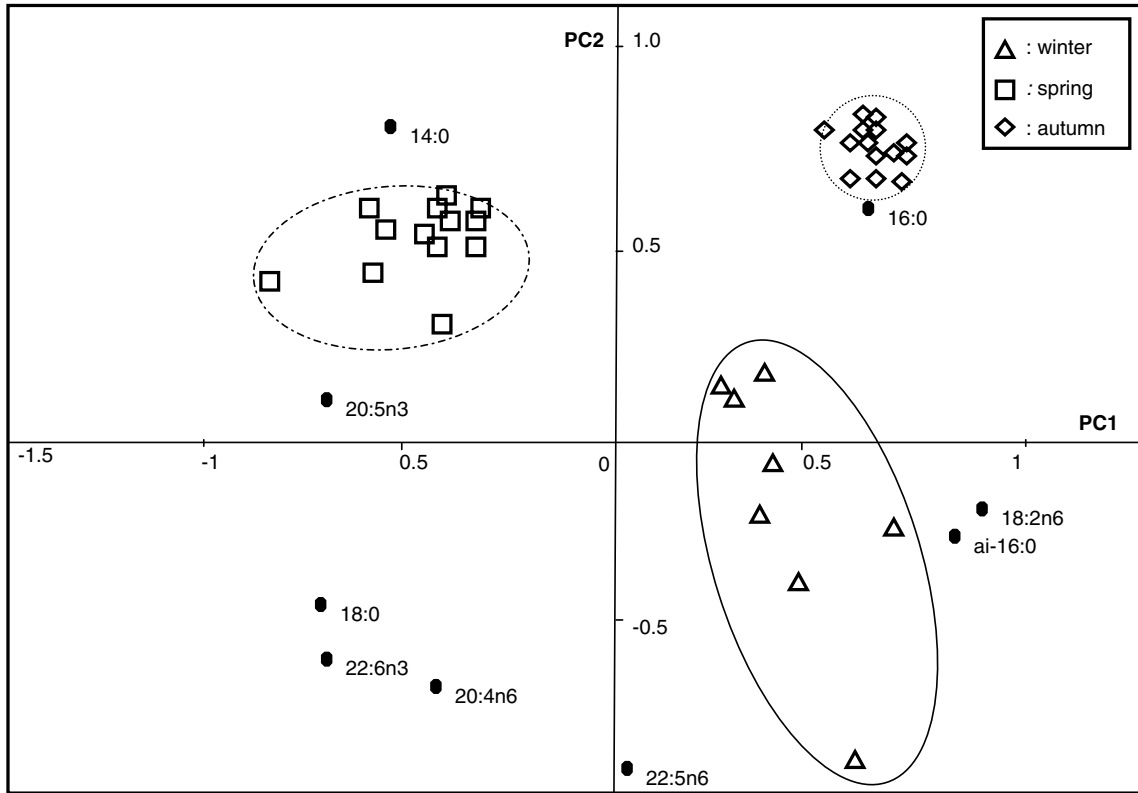 PC2
1.0
: winter
: spring
: autumn
14:0
16:0
0.5
20:5n3
PC1
-1.5
-1
0.5
0
0.5
1
18:2n6
ai-16:0
18:0
-0.5
22:6n3
20:4n6
22:5n6